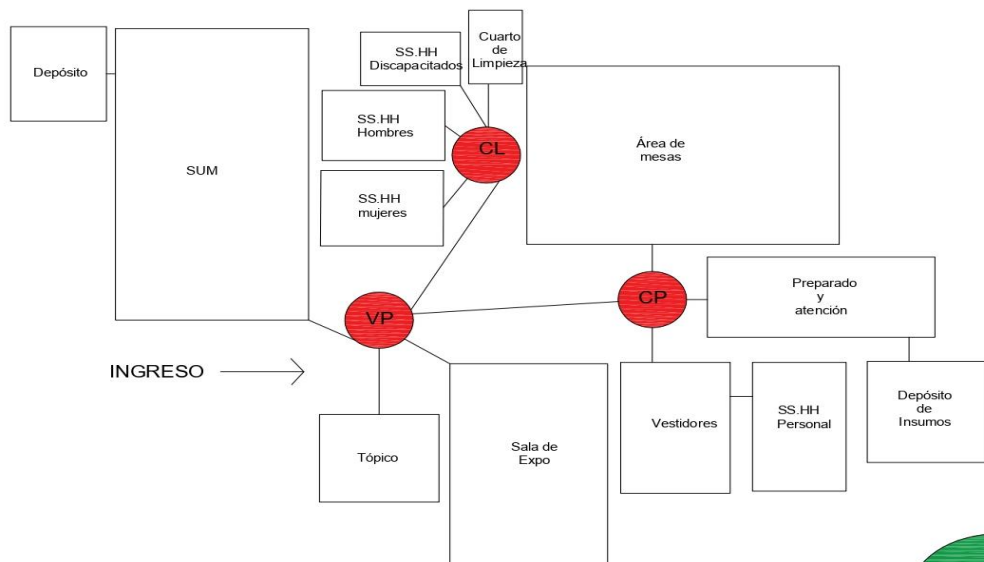 Depósito
SUM
SS.HH
Discapacitados
Cuarto
de
Limpieza
SS.HH
Hombres
CL
SS.HH
mujeres
Área de
mesas
VP
CP
Preparado
y
atención
INGRESO
Tópico
Sala de
Expo
Vestidores
SS.HH
Personal
Depósito
de
Insumos